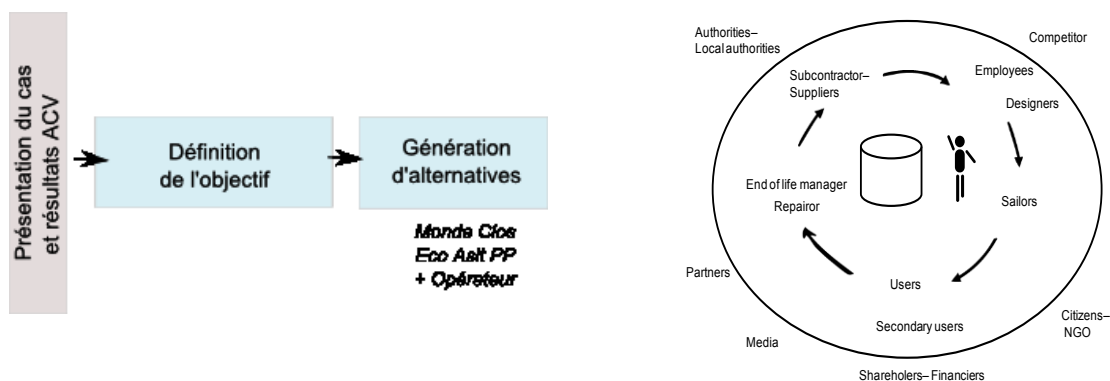 Présentation du cas
et résultats ACV
Définition
de l'objectif
Génération
d'alternatives
Monde Clos
Eco Asit PP
+ Opérateur
Authorities–
Local authorities
Competitor
Subcontractor–
Suppliers
Employees
Designers
End of life manager
Repairor
Sailors
Users
Secondary users
Partners
Media
Citizens–
NGO
Shareholers– Financiers